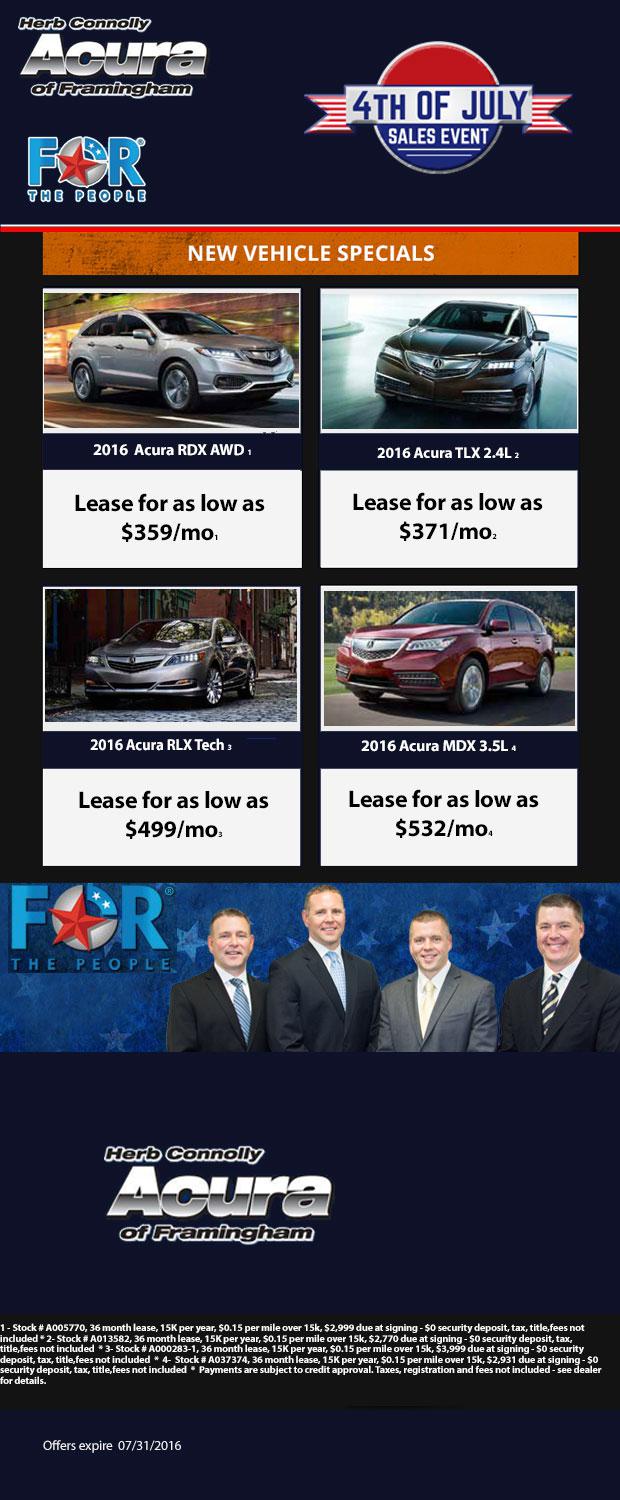 Herb Connolly
Acura
of Framingham
4TH OF JULY
SALES EVENT
FOR
THE PEOPLE
NEW VEHICLE SPECIALS
2016 Acura RDX AWD 1
2016 Acura TLX 2.4L 2
Lease for as low as
$359/mo1
Lease for as low as
$371/mo2
2016 Acura RLX Tech 3
2016 Acura MDX 3.5L 4
Lease for as low as
$499/mo3
Lease for as low as
$532/mo4
FOR®
THE PEOPLE
Herb Connolly
Acura
of Framingham
1 - Stock # A005770, 36 month lease, 15K per year, $0.15 per mile over 15k, $2,999 due at signing - $0 security deposit, tax, title,fees not
included * 2- Stock # A013582, 36 month lease, 15K per year, $0.15 per mile over 15k, $2,770 due at signing - $0 security deposit, tax,
title,fees not included * 3- Stock # A000283-1, 36 month lease, 15K per year, $0.15 per mile over 15k, $3,999 due at signing - $0 security
deposit, tax, title,fees not included * 4- Stock # A037374, 36 month lease, 15K per year, $0.15 per mile over 15k, $2,931 due at signing - $0
security deposit, tax, title,fees not included * Payments are subject to credit approval. Taxes, registration and fees not included - see dealer
for details.
Offers expire 07/31/2016